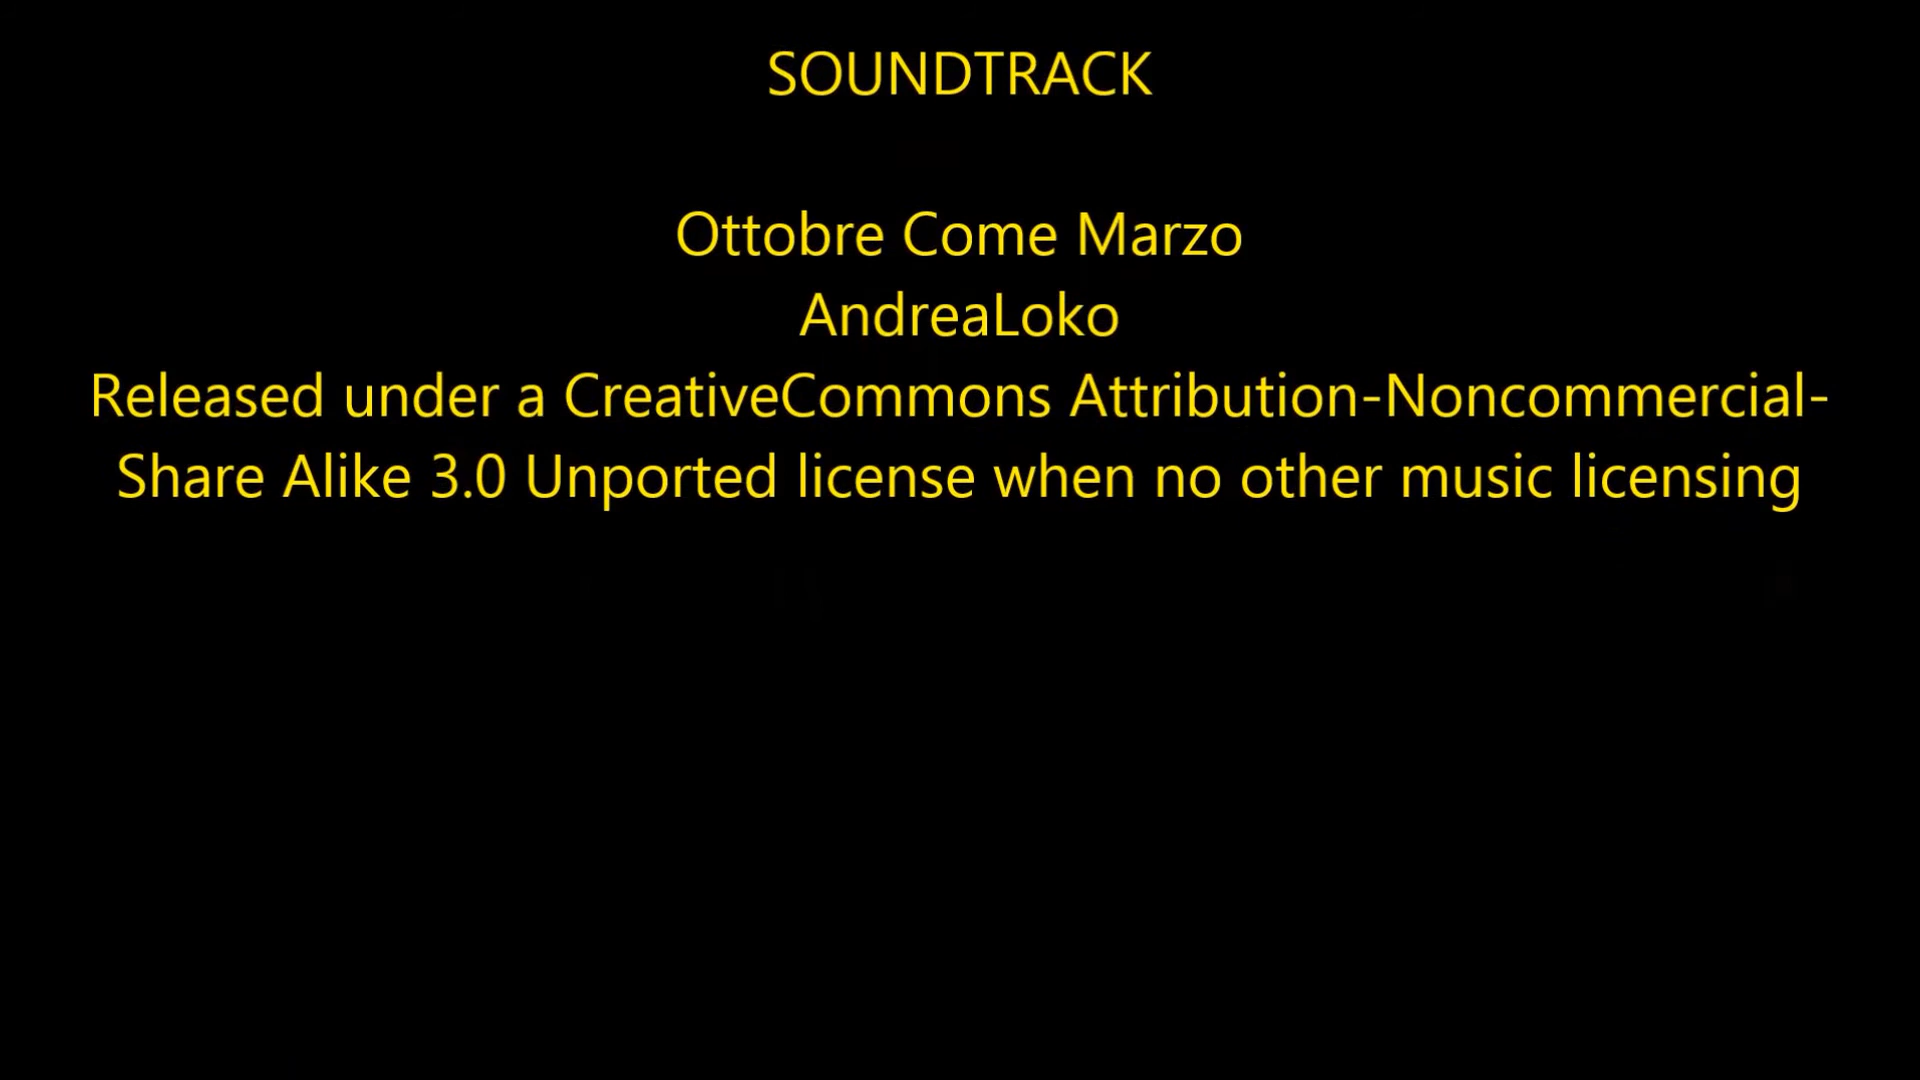 SOUNDTRACK
Ottobre Come Marzo
AndreaLoko
Released under a CreativeCommons Attribution-Noncommercial-
Share Alike 3.0 Unported license when no other music licensing